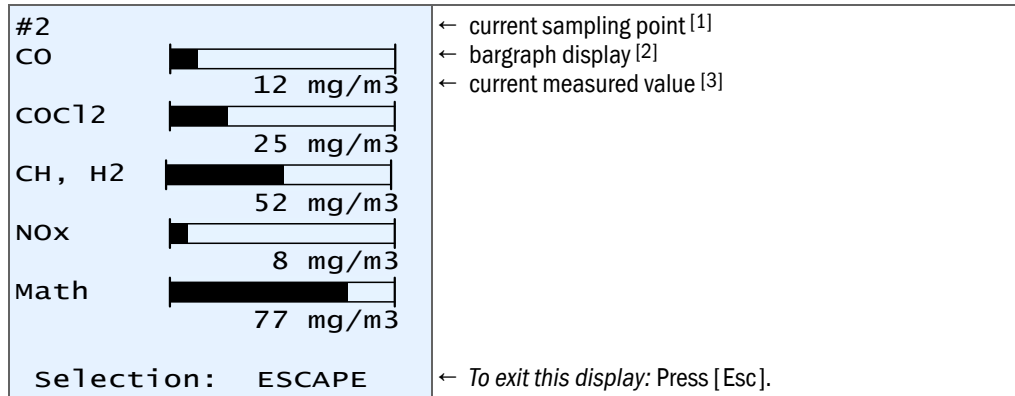 #2 ← current sampling point [1]
CO ← bargraph display [2]
12 mg/m3 ← current measured value [3]
COCl2
25 mg/m3
CH, H2
52 mg/m3
NOx
8 mg/m3
Math
77 mg/m3
Selection: ESCAPE ← To exit this display: Press [Esc].